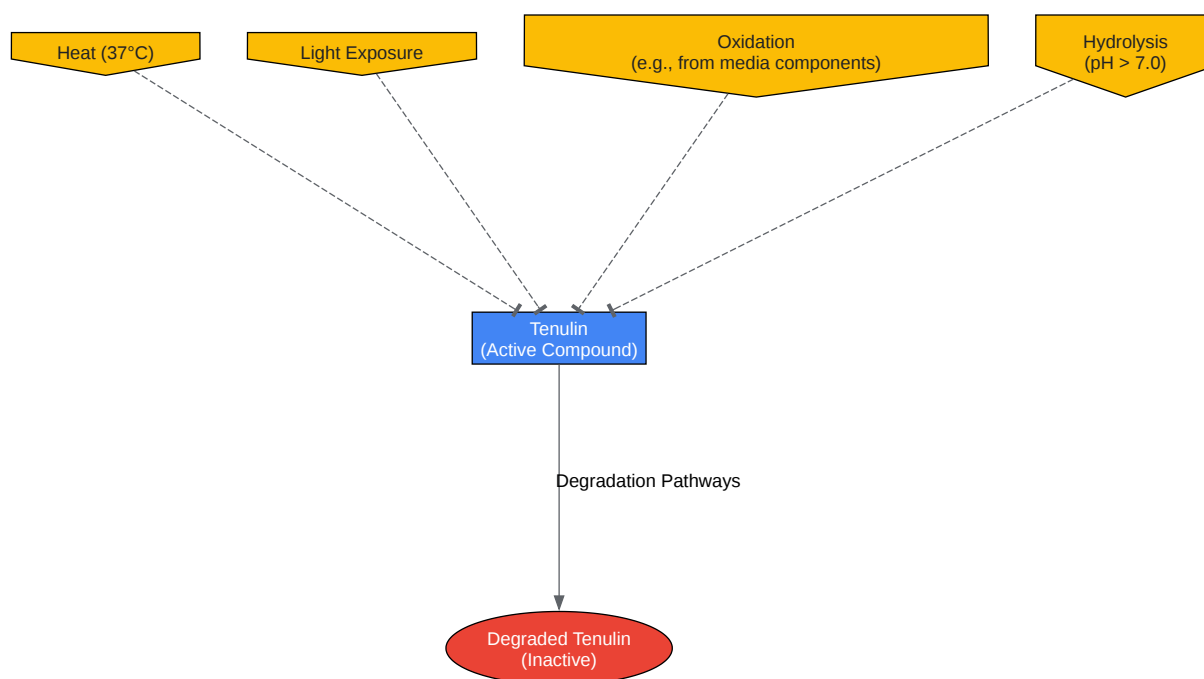 Heat (37°C)
Light Exposure
Oxidation
(e.g., from media components)
Hydrolysis
(pH > 7.0)
Tenulin
(Active Compound)
Degradation Pathways
Degraded Tenulin
(Inactive)